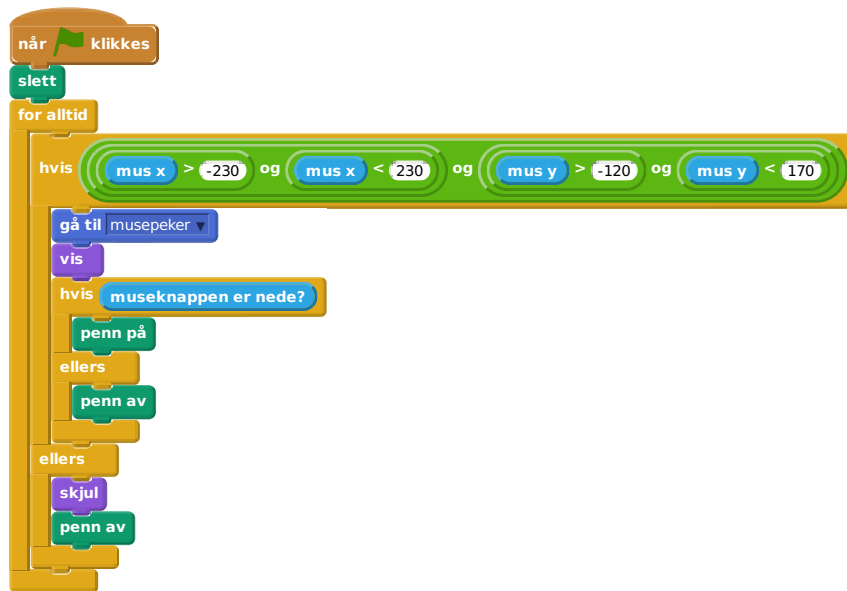 når klikkes
slett
for alltid
hvis mus x > -230 og mus x < 230 og mus y > -120 og mus y < 170
gå til musepeker ▼
vis
hvis museknappen er nede?
penn på
ellers
penn av
ellers
skjul
penn av